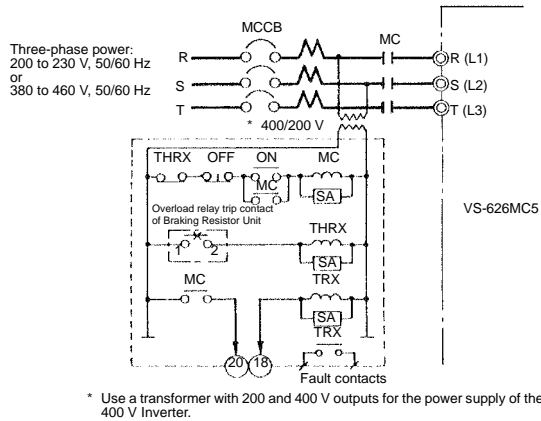 MCCB
MC
Three-phase power:
200 to 230 V, 50/60 Hz
or
380 to 460 V, 50/60 Hz
R
R (L1)
S
S (L2)
T
T (L3)
* 400/200 V
THRX OFF ON MC
MC
SA
VS-626MC5
Overload relay trip contact
of Braking Resistor Unit
THRX
1 2
SA
MC
TRX
SA
TRX
20 18
Fault contacts
* Use a transformer with 200 and 400 V outputs for the power supply of the
400 V Inverter.